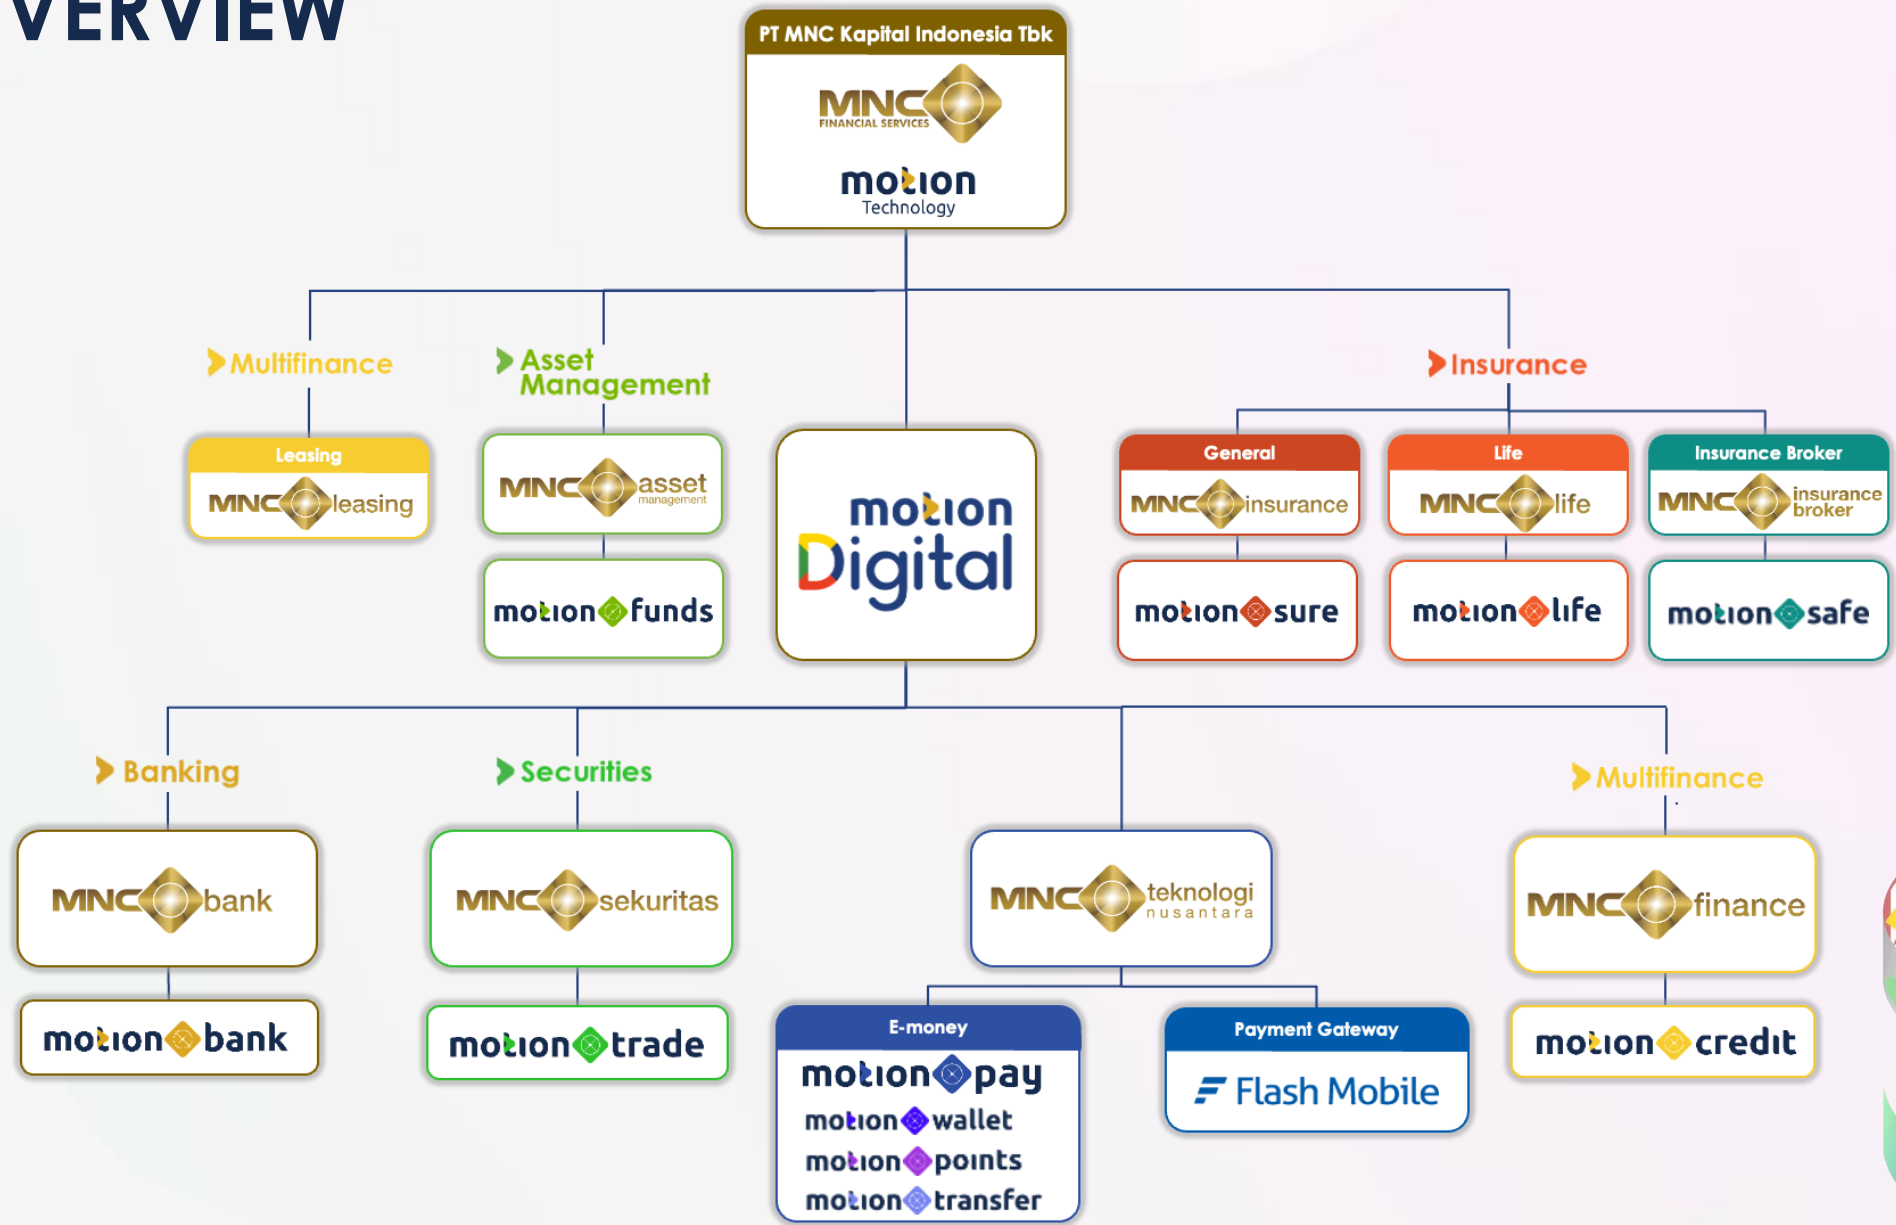 VERVIEW
PT MNC Kapital Indonesia Tbk
MNC
FINANCIAL SERVICES
motion
Technology
Multifinance
Asset
Management
Insurance
Leasing
MNC leasing
MNC asset
management
motion funds
motion
Digital
General
MNC insurance
motion sure
Life
MNC life
motion life
Insurance Broker
MNC insurance
broker
motion safe
Banking
Securities
Multifinance
MNC bank
motion bank
MNC sekuritas
motion trade
MNC teknologi
nusantara
E-money
motion pay
motion wallet
motion points
motion transfer
Payment Gateway
Flash Mobile
MNC finance
motion credit